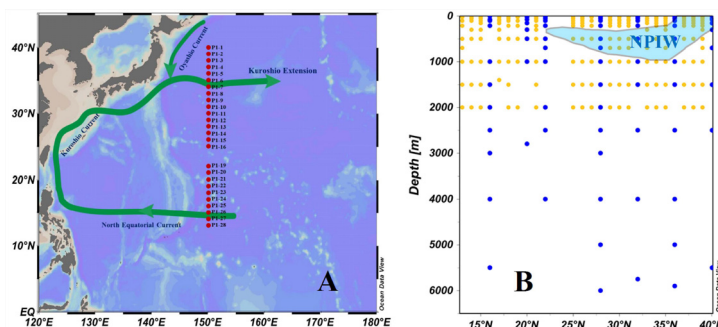 40°N
30°N
20°N
10°N
EQ
120°E
130°E
140°E
150°E
160°E
170°E
180°E
Oyashio Current
Kuroshio Extension
Kuroshio Current
North Equatorial Current
P1-1
P1-2
P1-3
P1-4
P1-5
P1-6
P1-7
P1-8
P1-9
P1-10
P1-11
P1-12
P1-13
P1-14
P1-15
P1-16
P1-19
P1-20
P1-21
P1-22
P1-23
P1-24
P1-25
P1-26
P1-27
P1-28
A
Ocean Data View
Depth [m]
0
1000
2000
3000
4000
5000
6000
15°N
20°N
25°N
30°N
35°N
40°N
NPIW
B
Ocean Data View